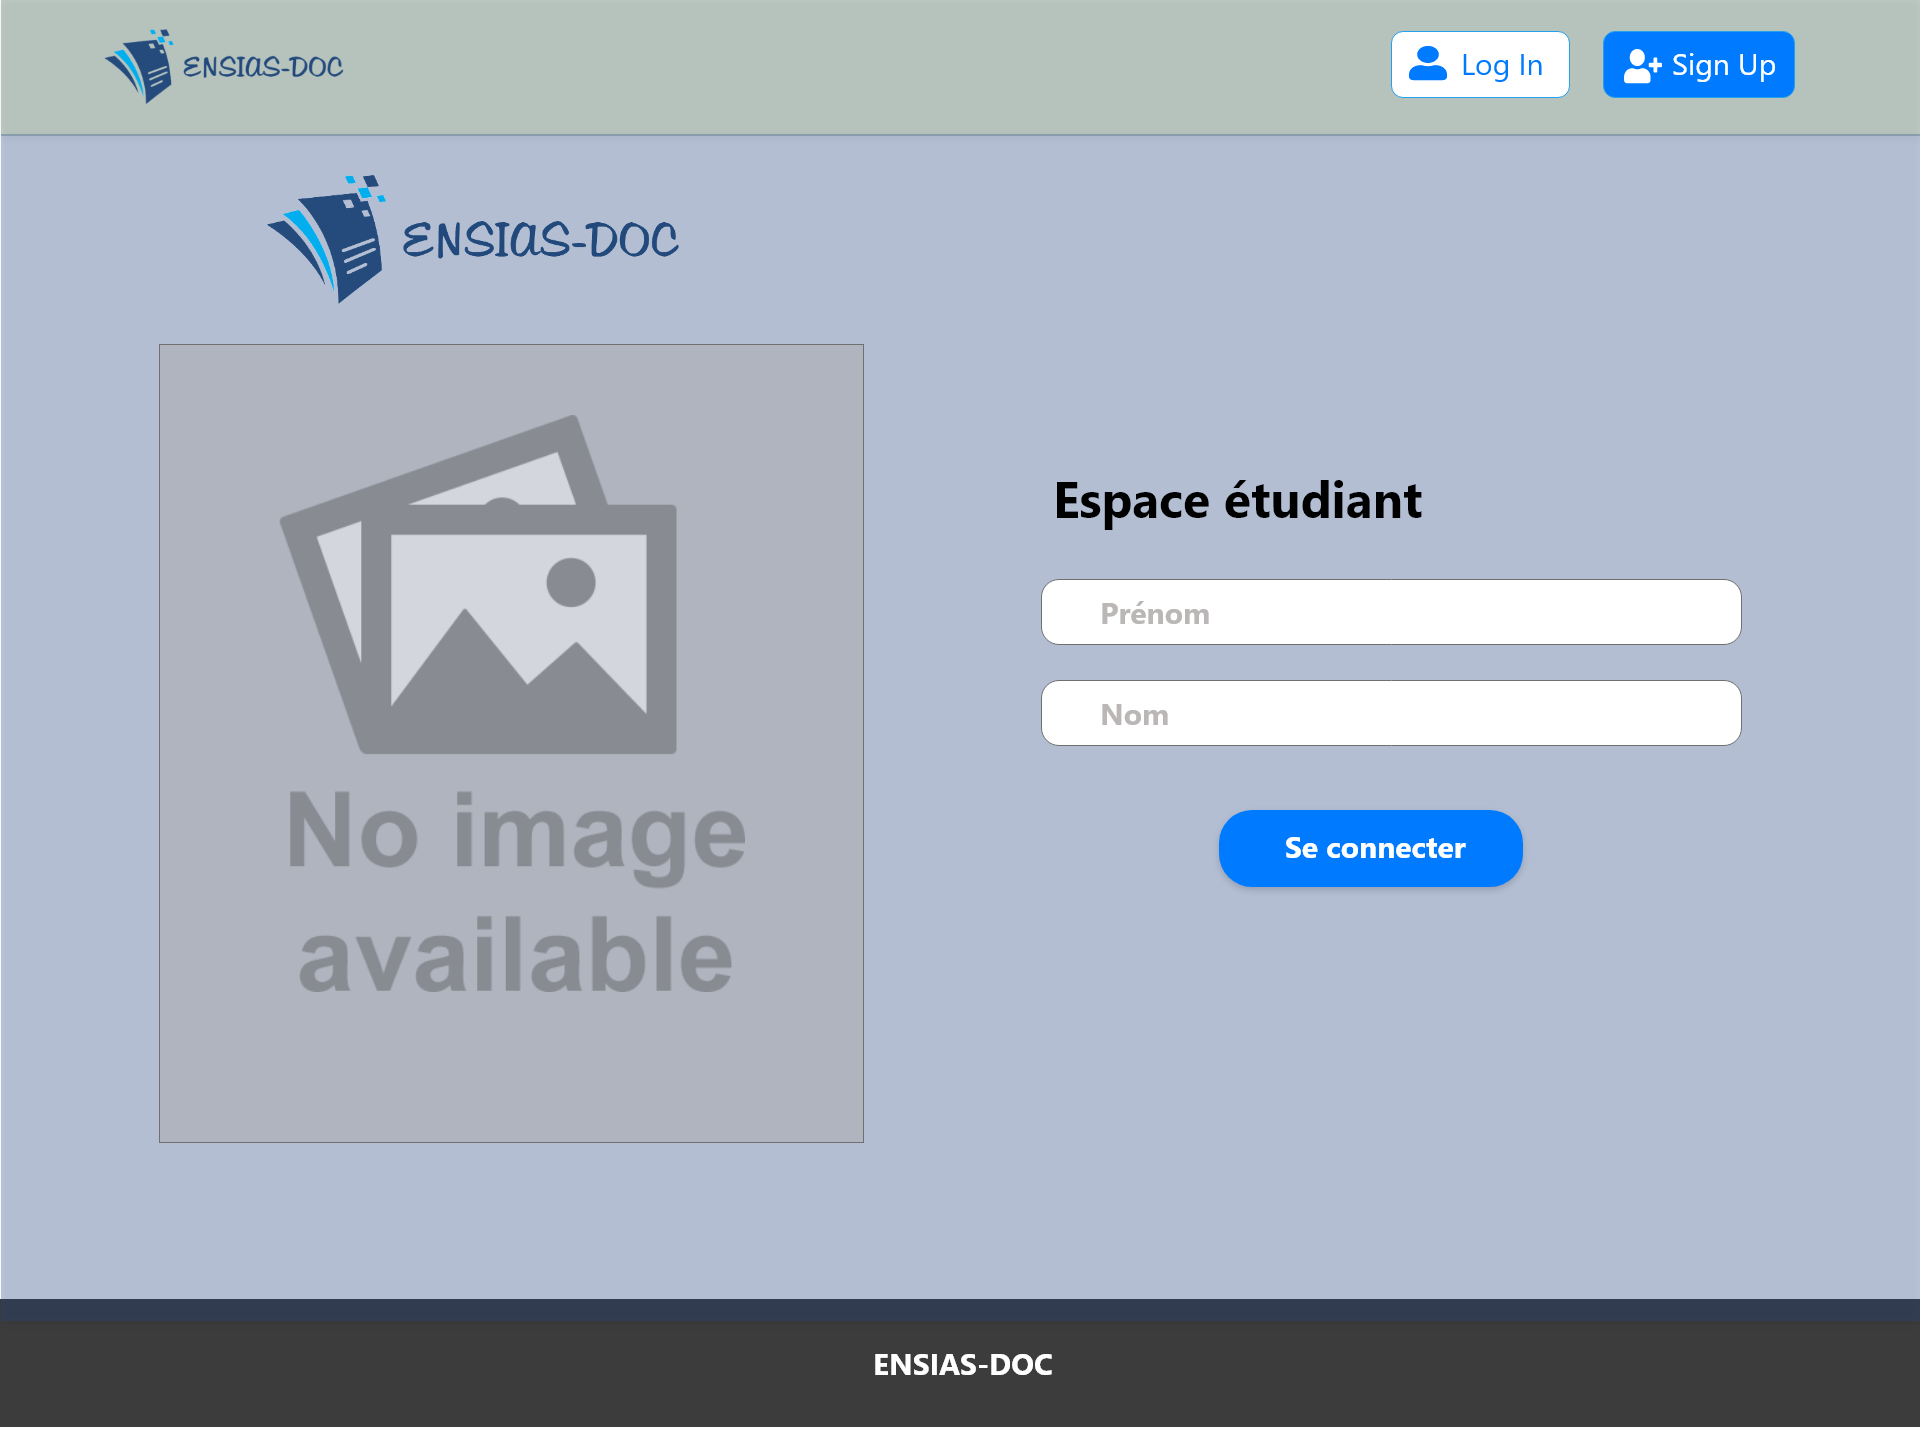 ENSIAS-DOC
Log In
Sign Up
ENSIAS-DOC
No image
available
Espace étudiant
Prénom
Nom
Se connecter
ENSIAS-DOC